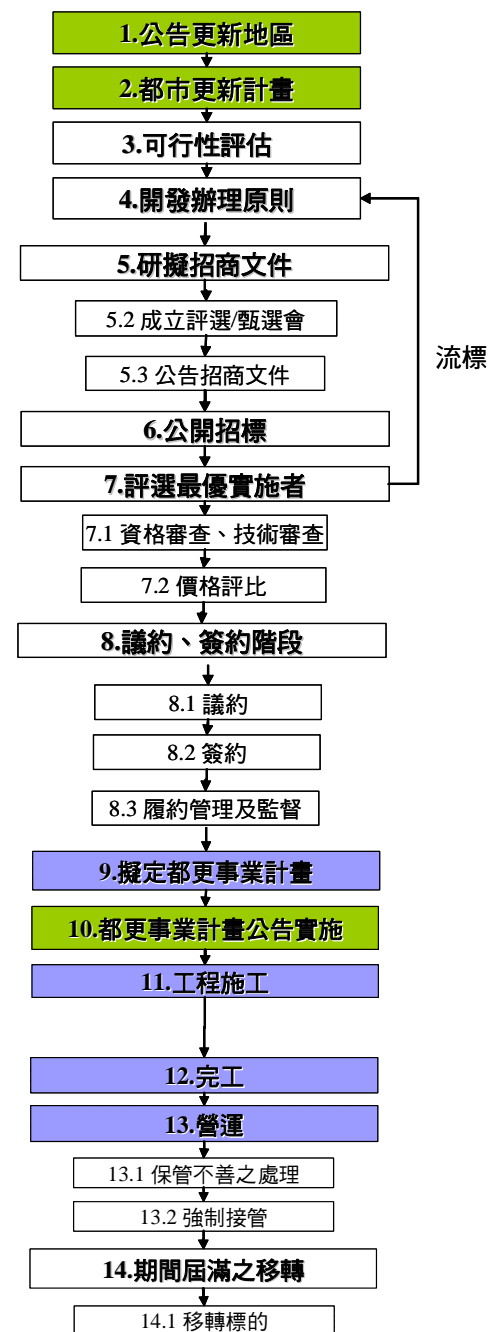 1.公告更新地區
2.都市更新計畫
3.可行性評估
4.開發辦理原則
5.研擬招商文件
5.2 成立評選/甄選會
流標
5.3 公告招商文件
6.公開招標
7.評選最優實施者
7.1 資格審查、技術審查
7.2 價格評比
8.議約、簽約階段
8.1 議約
8.2 簽約
8.3 履約管理及監督
9.擬定都更事業計畫
10.都更事業計畫公告實施
11.工程施工
12.完工
13.營運
13.1 保管不善之處理
13.2 強制接管
14.期間屆滿之移轉
14.1 移轉標的